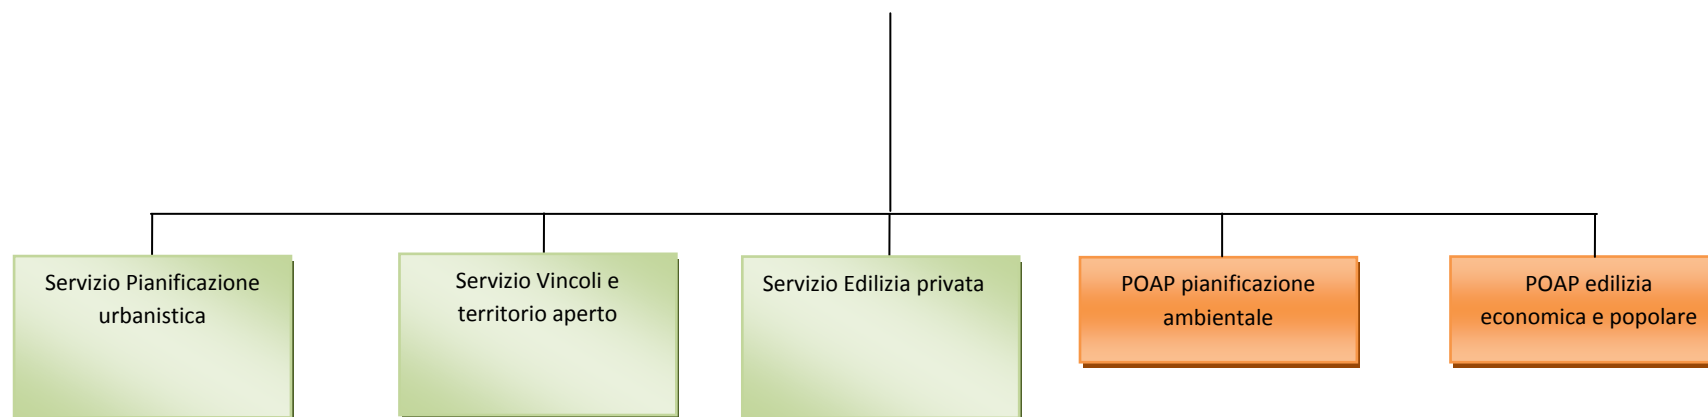 Servizio Pianificazione
urbanistica
Servizio Vincoli e
territorio aperto
Servizio Edilizia privata
POAP pianificazione
ambientale
POAP edilizia
economica e popolare